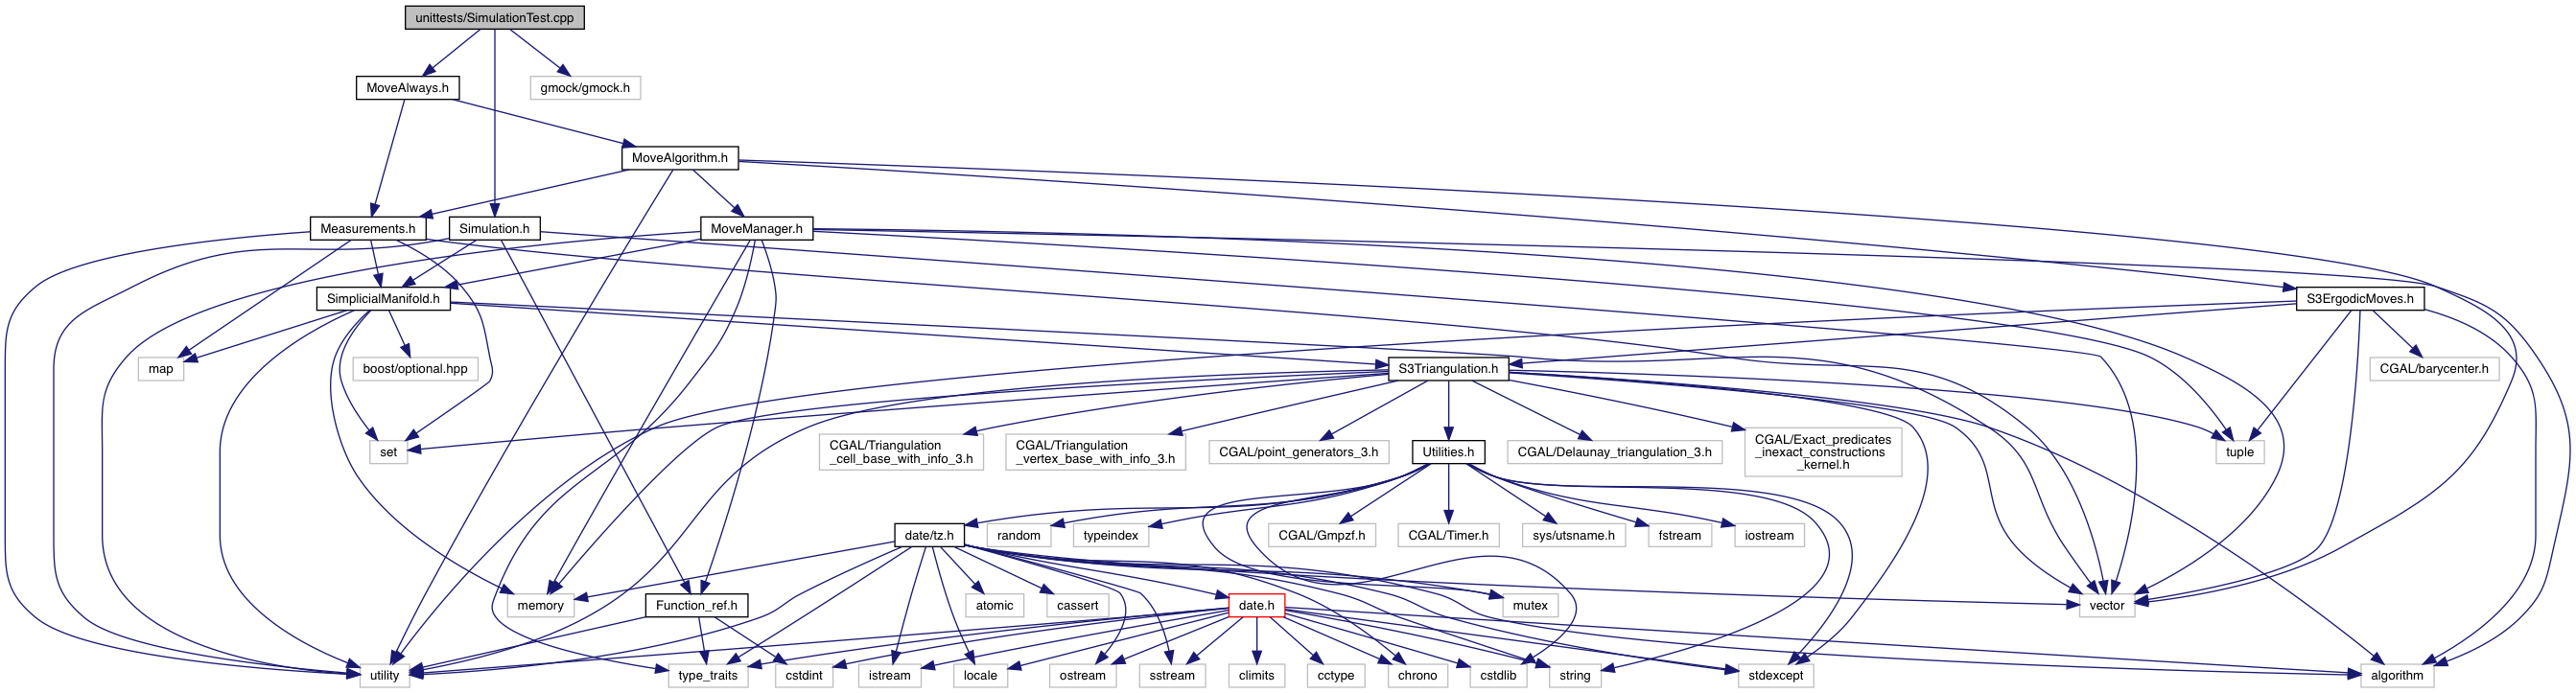 unittests/SimulationTest.cpp
MoveAlways.h
gmock/gmock.h
MoveAlgorithm.h
Measurements.h
Simulation.h
MoveManager.h
SimplicialManifold.h
S3ErgodicMoves.h
map
boost/optional.hpp
S3Triangulation.h
CGAL/barycenter.h
set
CGAL/Triangulation
_cell_base_with_info_3.h
CGAL/Triangulation
_vertex_base_with_info_3.h
CGAL/point_generators_3.h
Utilities.h
CGAL/Delaunay_triangulation_3.h
CGAL/Exact_predicates
_inexact_constructions
_kernel.h
tuple
date/tz.h
random
typeindex
CGAL/Gmpzf.h
CGAL/Timer.h
sys/utsname.h
fstream
iostream
memory
Function_ref.h
atomic
cassert
date.h
mutex
vector
utility
type_traits
cstdint
istream
locale
ostream
sstream
climits
cctype
chrono
cstdlib
string
stdexcept
algorithm